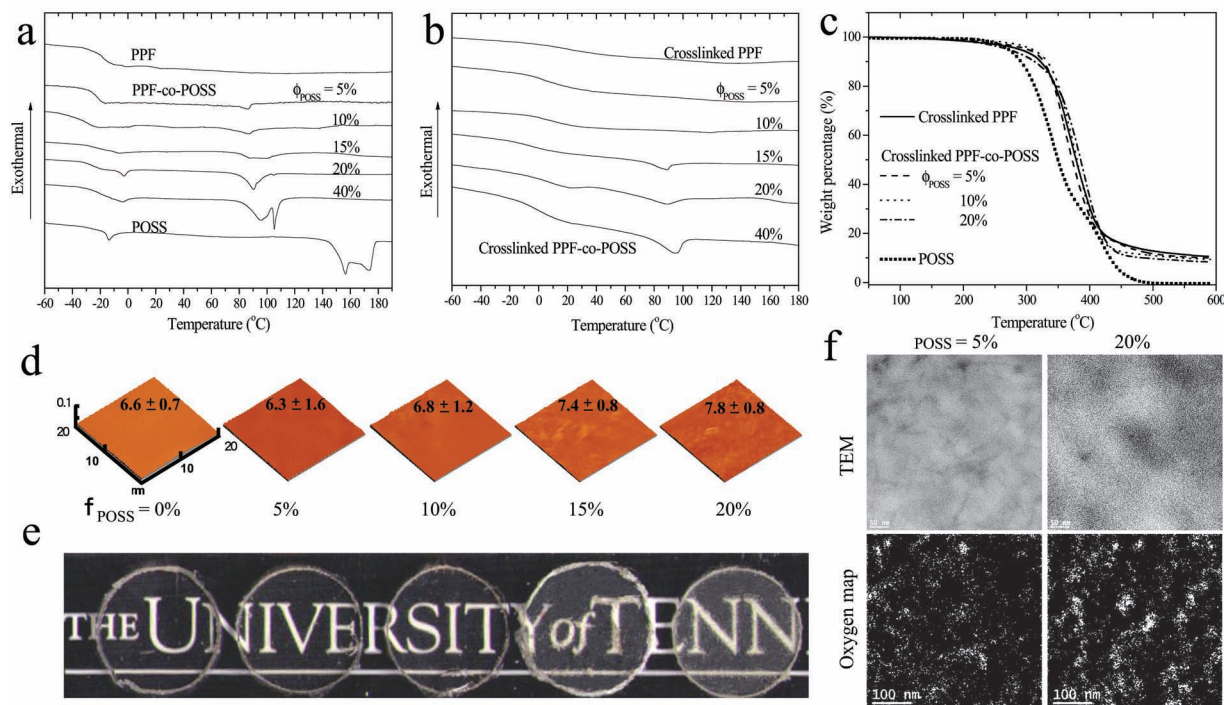 a
PPF
PPF-co-POSS
ϕPOSS = 5%
10%
15%
20%
40%
POSS
Exothermal
-60 -40 -20 0 20 40 60 80 100 120 140 160 180
Temperature (°C)
b
Crosslinked PPF
ϕPOSS = 5%
10%
15%
20%
40%
Crosslinked PPF-co-POSS
Exothermal
-60 -40 -20 0 20 40 60 80 100 120 140 160 180
Temperature (°C)
c
100
80
60
40
20
0
Weight percentage (%)
Crosslinked PPF
Crosslinked PPF-co-POSS
ϕPOSS = 5%
10%
20%
POSS
100 200 300 400 500 600
Temperature (°C)
d
0.1
20
10
10
20
6.6 ± 0.7
6.3 ± 1.6
6.8 ± 1.2
7.4 ± 0.8
7.8 ± 0.8
fPOSS = 0%
5%
10%
15%
20%
e
THE UNIVERSITY of TENN
f
POSS = 5%
20%
TEM
50 nm
50 nm
Oxygen map
100 nm
100 nm